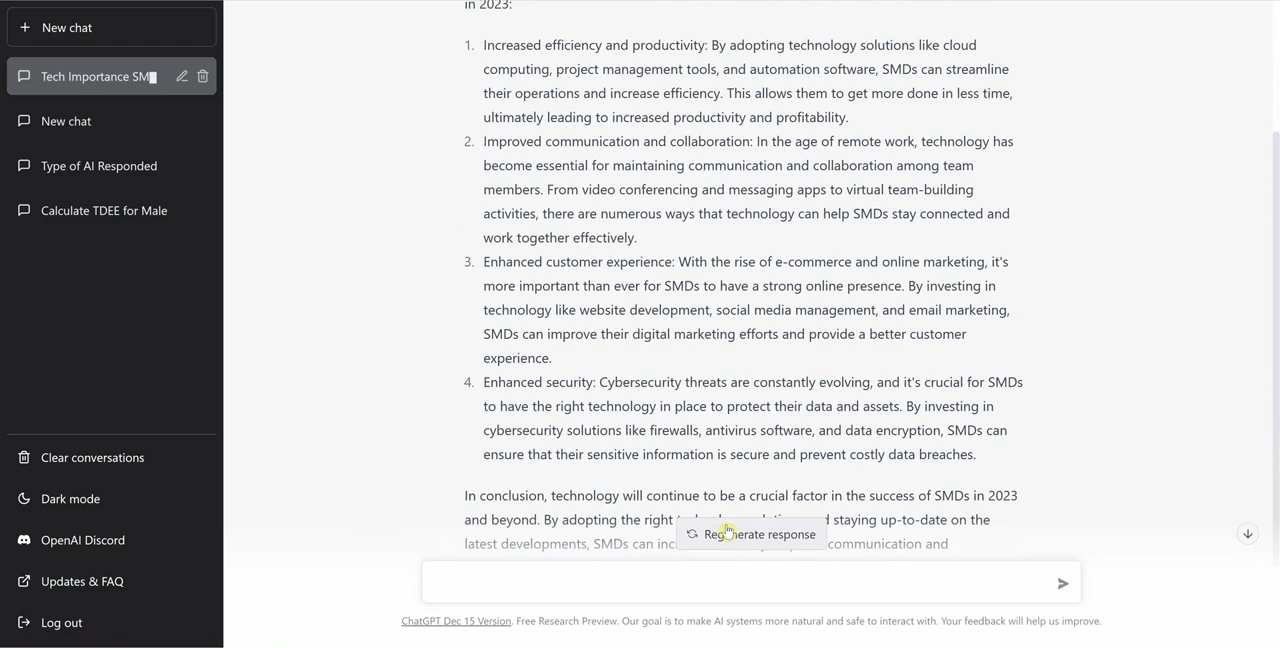 New chat
Tech Importance SM
New chat
Type of AI Responded
Calculate TDEE for Male
Clear conversations
Dark mode
OpenAI Discord
Updates & FAQ
Log out
in 2023:
1. Increased efficiency and productivity: By adopting technology solutions like cloud
computing, project management tools, and automation software, SMDs can streamline
their operations and increase efficiency. This allows them to get more done in less time,
ultimately leading to increased productivity and profitability.
2. Improved communication and collaboration: In the age of remote work, technology has
become essential for maintaining communication and collaboration among team
members. From video conferencing and messaging apps to virtual team-building
activities, there are numerous ways that technology can help SMDs stay connected and
work together effectively.
3. Enhanced customer experience: With the rise of e-commerce and online marketing, it's
more important than ever for SMDs to have a strong online presence. By investing in
technology like website development, social media management, and email marketing,
SMDs can improve their digital marketing efforts and provide a better customer
experience.
4. Enhanced security: Cybersecurity threats are constantly evolving, and it's crucial for SMDs
to have the right technology in place to protect their data and assets. By investing in
cybersecurity solutions like firewalls, antivirus software, and data encryption, SMDs can
ensure that their sensitive information is secure and prevent costly data breaches.
In conclusion, technology will continue to be a crucial factor in the success of SMDs in 2023
and beyond. By adopting the right staying up-to-date on the
latest developments, SMDs can communication and
Regenerate response
ChatGPT Dec 15 Version. Free Research Preview. Our goal is to make AI systems more natural and safe to interact with. Your feedback will help us improve.